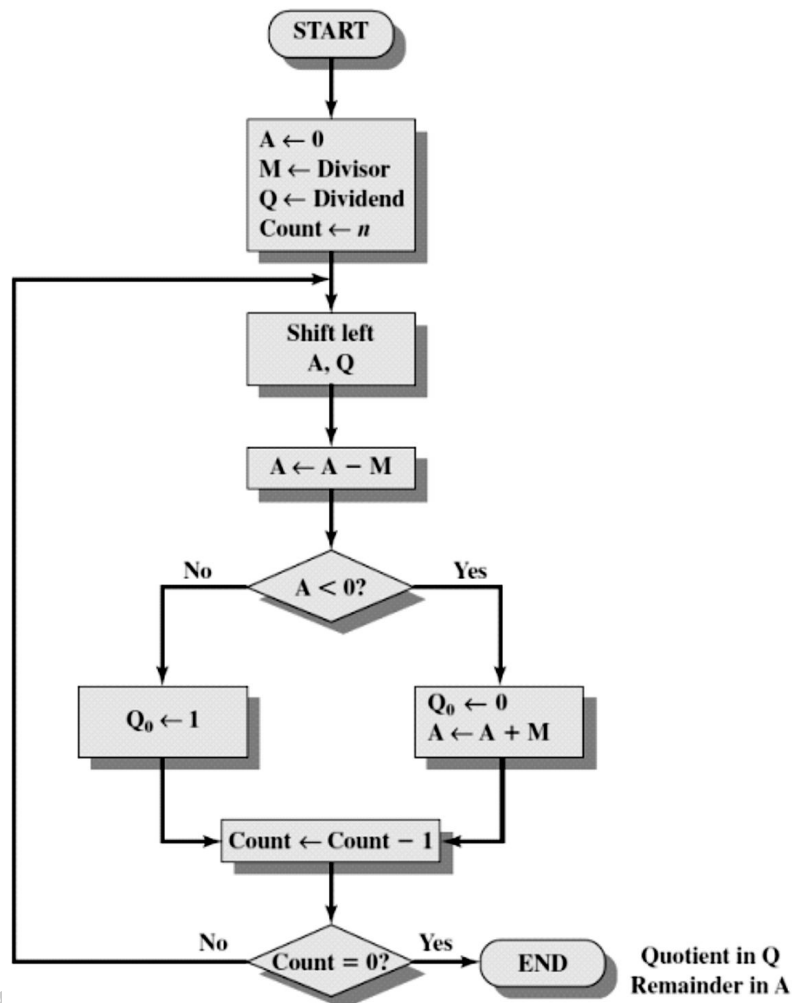 START
A ← 0
M ← Divisor
Q ← Dividend
Count ← n
Shift left
A, Q
A ← A − M
No
A < 0?
Yes
Q₀ ← 1
Q₀ ← 0
A ← A + M
Count ← Count − 1
No
Count = 0?
Yes
END
Quotient in Q
Remainder in A